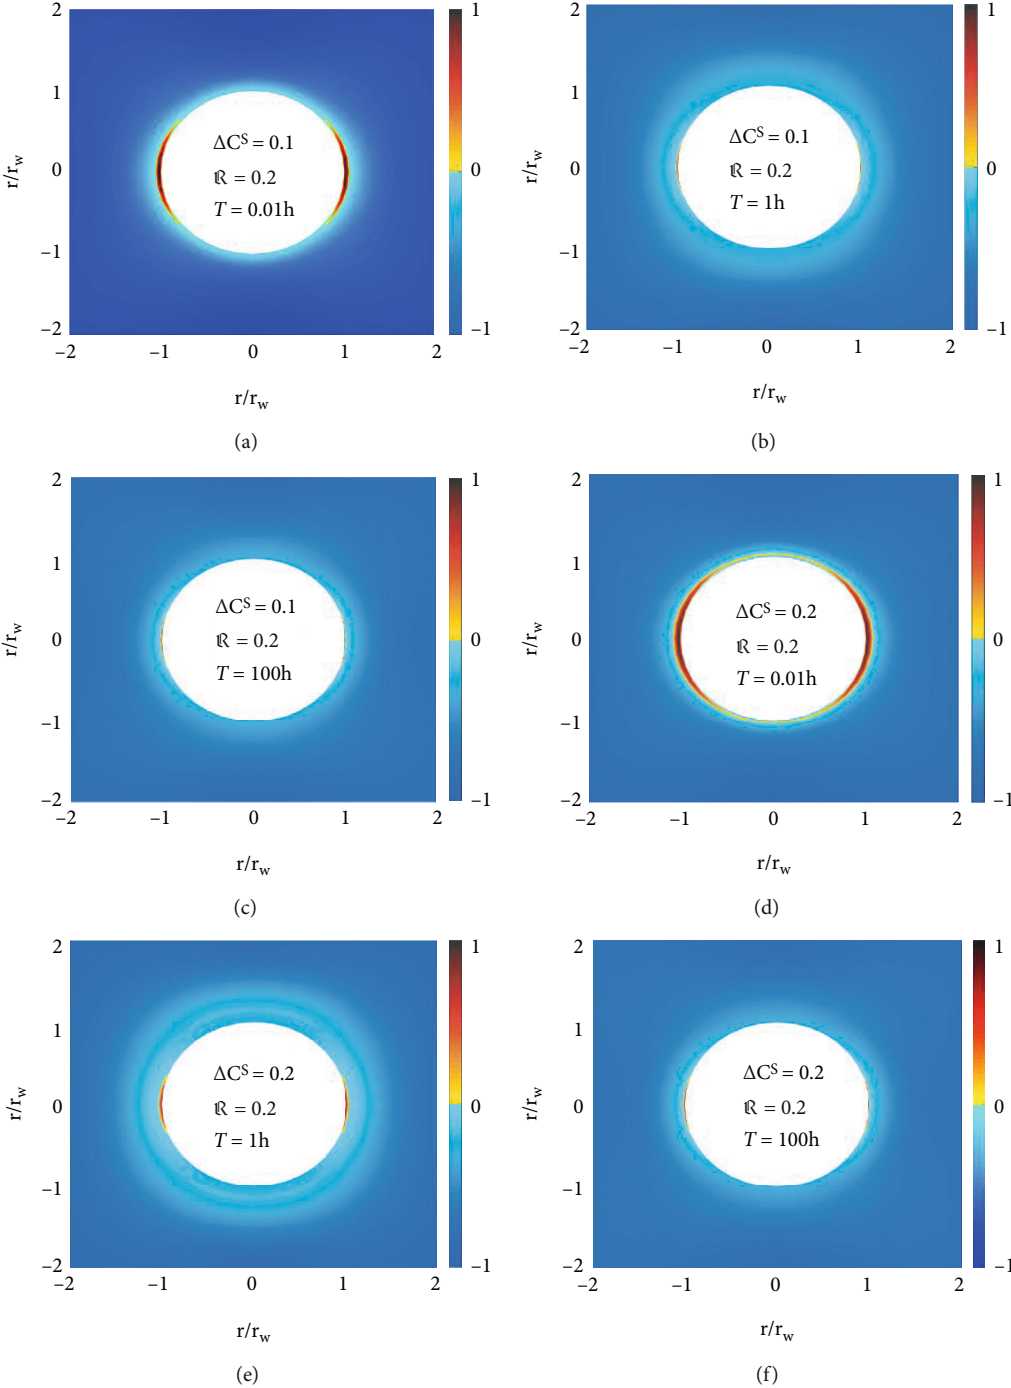 2
1
0
−1
−2
r/rw
ΔCS = 0.1
ℝ = 0.2
T = 0.01h
−2 −1 0 1 2
r/rw
1
0
−1
(a)
2
1
0
−1
−2
r/rw
ΔCS = 0.1
ℝ = 0.2
T = 1h
−2 −1 0 1 2
r/rw
1
0
−1
(b)
2
1
0
−1
−2
r/rw
ΔCS = 0.1
ℝ = 0.2
T = 100h
−2 −1 0 1 2
r/rw
1
0
−1
(c)
2
1
0
−1
−2
r/rw
ΔCS = 0.2
ℝ = 0.2
T = 0.01h
−2 −1 0 1 2
r/rw
1
0
−1
(d)
2
1
0
−1
−2
r/rw
ΔCS = 0.2
ℝ = 0.2
T = 1h
−2 −1 0 1 2
r/rw
1
0
−1
(e)
2
1
0
−1
−2
r/rw
ΔCS = 0.2
ℝ = 0.2
T = 100h
−2 −1 0 1 2
r/rw
1
0
−1
(f)